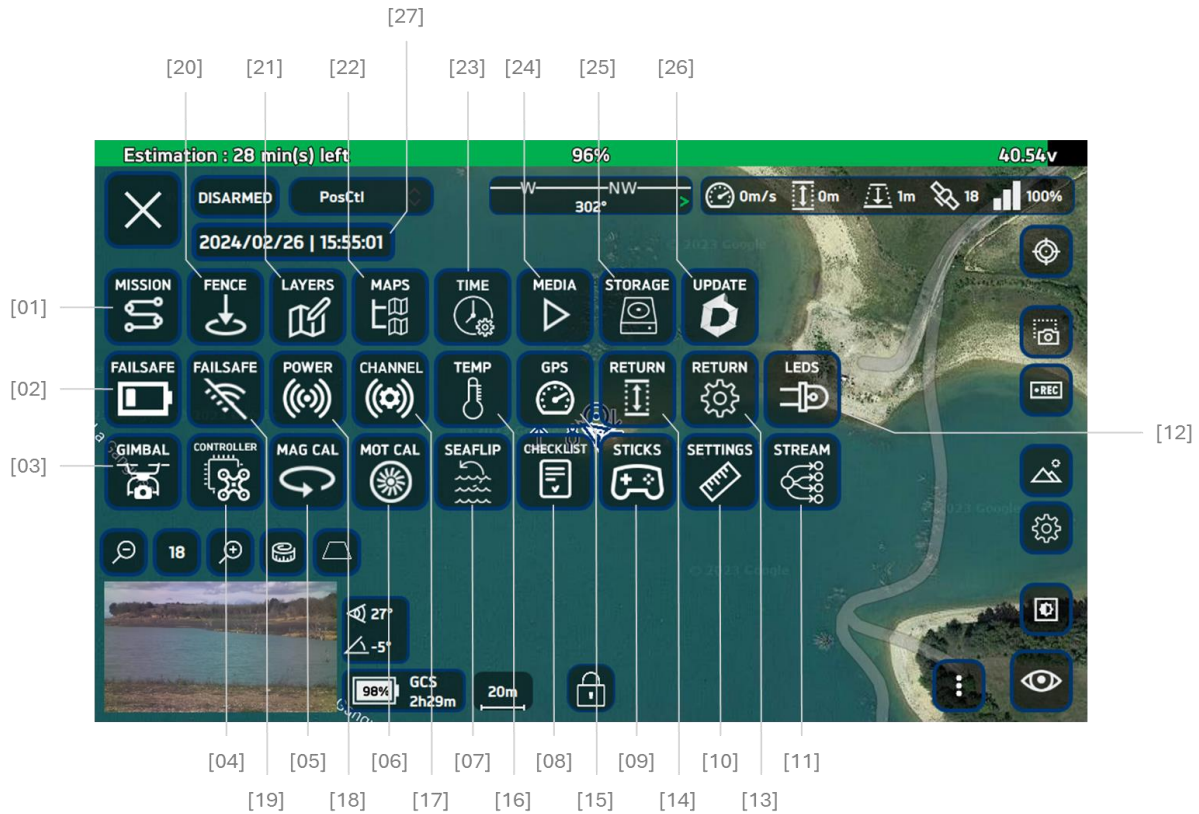 [27]
[20] [21] [22] [23] [24] [25] [26]
Estimation : 28 min(s) left 96% 40.54v
DISARMED PosCtl W NW 302° > 0m/s 0m 1m 18 100%
2024/02/26 | 15:55:01
© 2023 Google
[01] MISSION FENCE LAYERS MAPS TIME MEDIA STORAGE UPDATE
[02] FAILSAFE FAILSAFE POWER CHANNEL TEMP GPS RETURN RETURN LEDS
•REC
[12]
[03] GIMBAL CONTROLLER MAG CAL MOT CAL SEAFLIP CHECKLIST STICKS SETTINGS STREAM
18
© 2023 Google
27°
-5°
98% GCS 2h29m 20m
[04] [05] [06] [07] [08] [09] [10] [11]
[19] [18] [17] [16] [15] [14] [13]